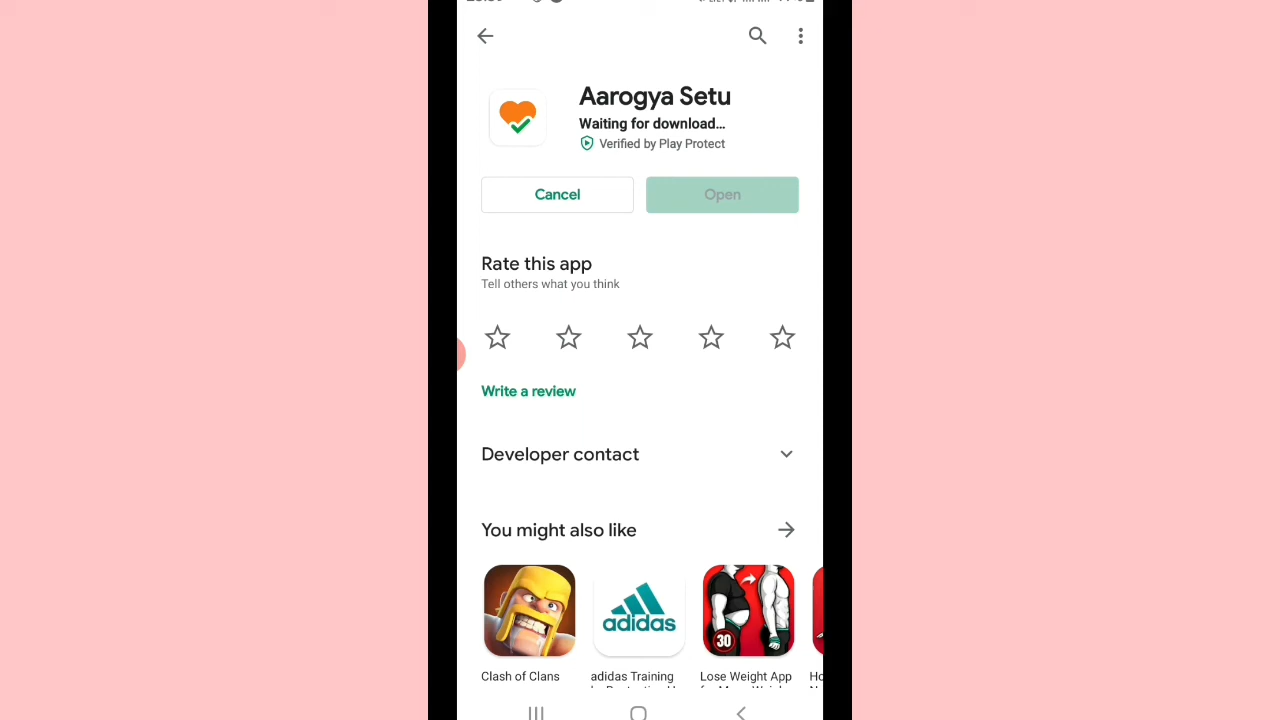 Aarogya Setu
Waiting for download...
Verified by Play Protect
Cancel
Open
Rate this app
Tell others what you think
Write a review
Developer contact
You might also like
30
adidas
Clash of Clans
adidas Training
Lose Weight App